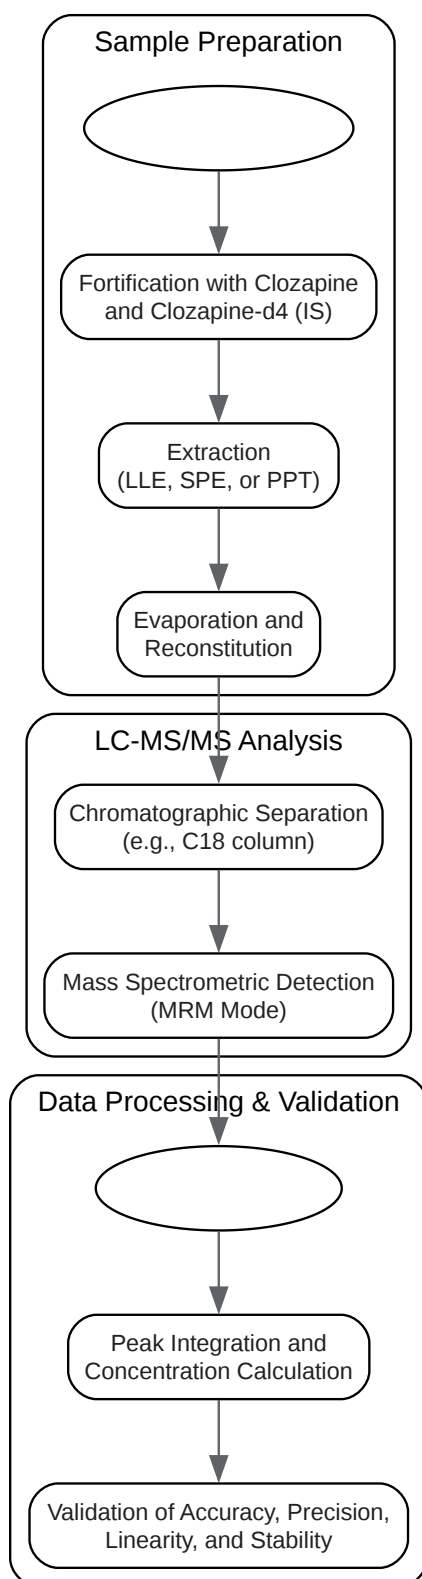 Sample Preparation
Fortification with Clozapine
and Clozapine-d4 (IS)
Extraction
(LLE, SPE, or PPT)
Evaporation and
Reconstitution
LC-MS/MS Analysis
Chromatographic Separation
(e.g., C18 column)
Mass Spectrometric Detection
(MRM Mode)
Data Processing & Validation
Peak Integration and
Concentration Calculation
Validation of Accuracy, Precision,
Linearity, and Stability